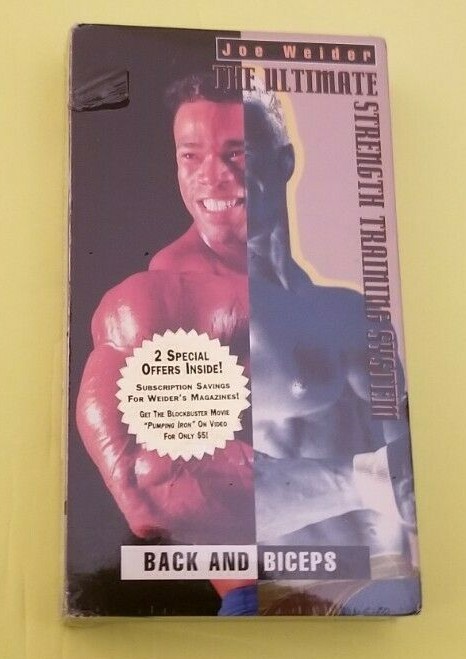 Joe Weider
THE ULTIMATE
STRENGTH TRAINING SYSTEM
2 SPECIAL
OFFERS INSIDE!
SUBSCRIPTION SAVINGS
FOR WEIDER'S MAGAZINES!
GET THE BLOCKBUSTER MOVIE
"PUMPING IRON" ON VIDEO
FOR ONLY $5!
BACK AND BICEPS